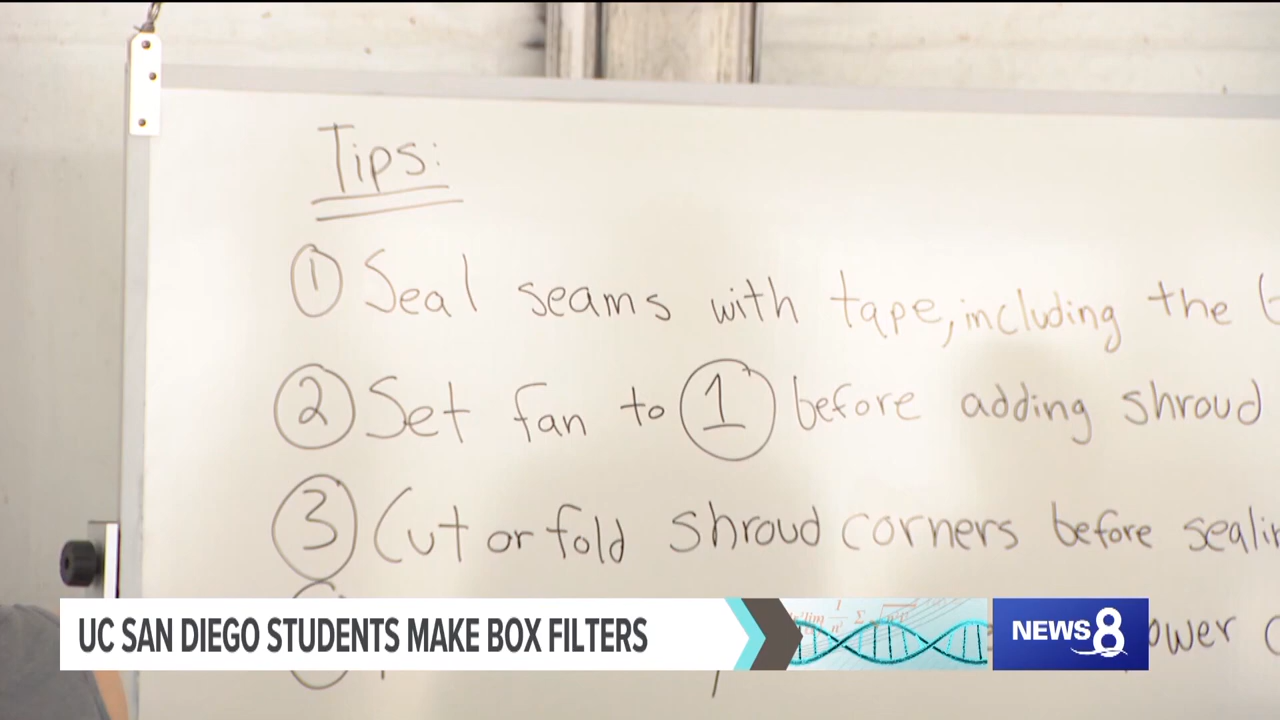 Tips:
① Seal seams with tape, including the
② Set fan to ① before adding shroud
③ Cut or fold shroud corners before
UC SAN DIEGO STUDENTS MAKE BOX FILTERS
NEWS 8